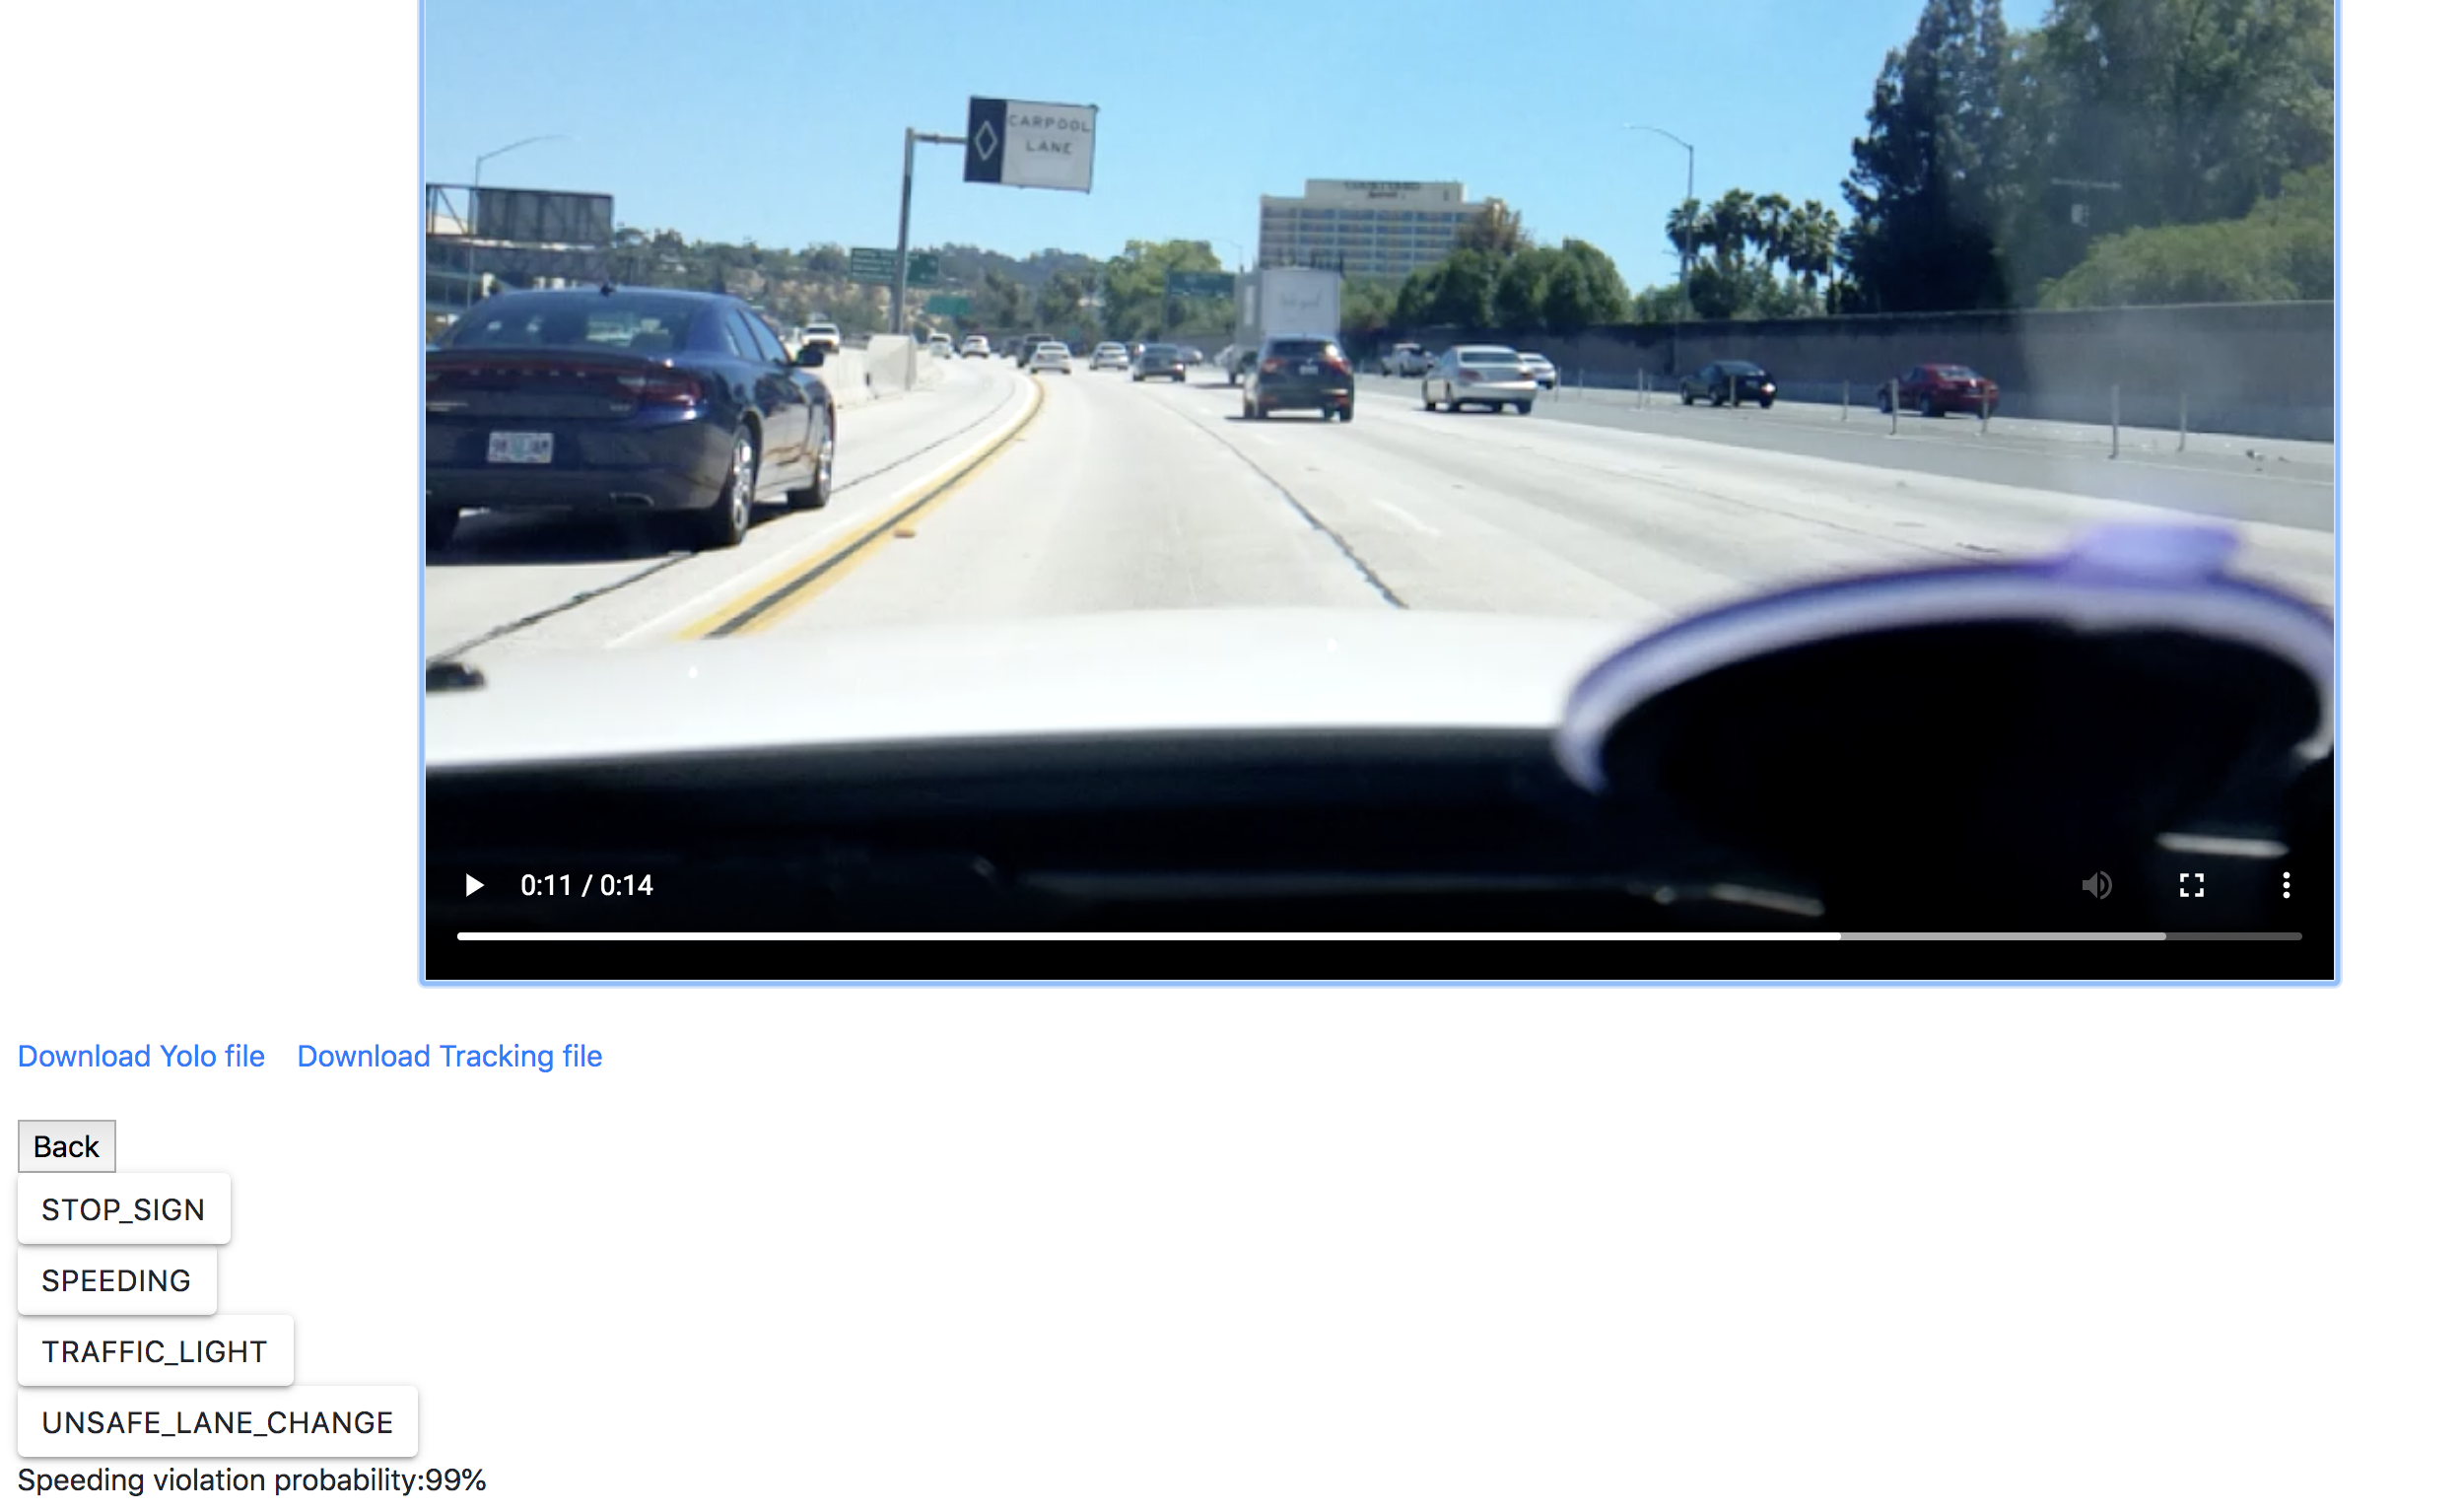 CARPOOL
LANE
0:11 / 0:14
Download Yolo file Download Tracking file
Back
STOP_SIGN
SPEEDING
TRAFFIC_LIGHT
UNSAFE_LANE_CHANGE
Speeding violation probability:99%